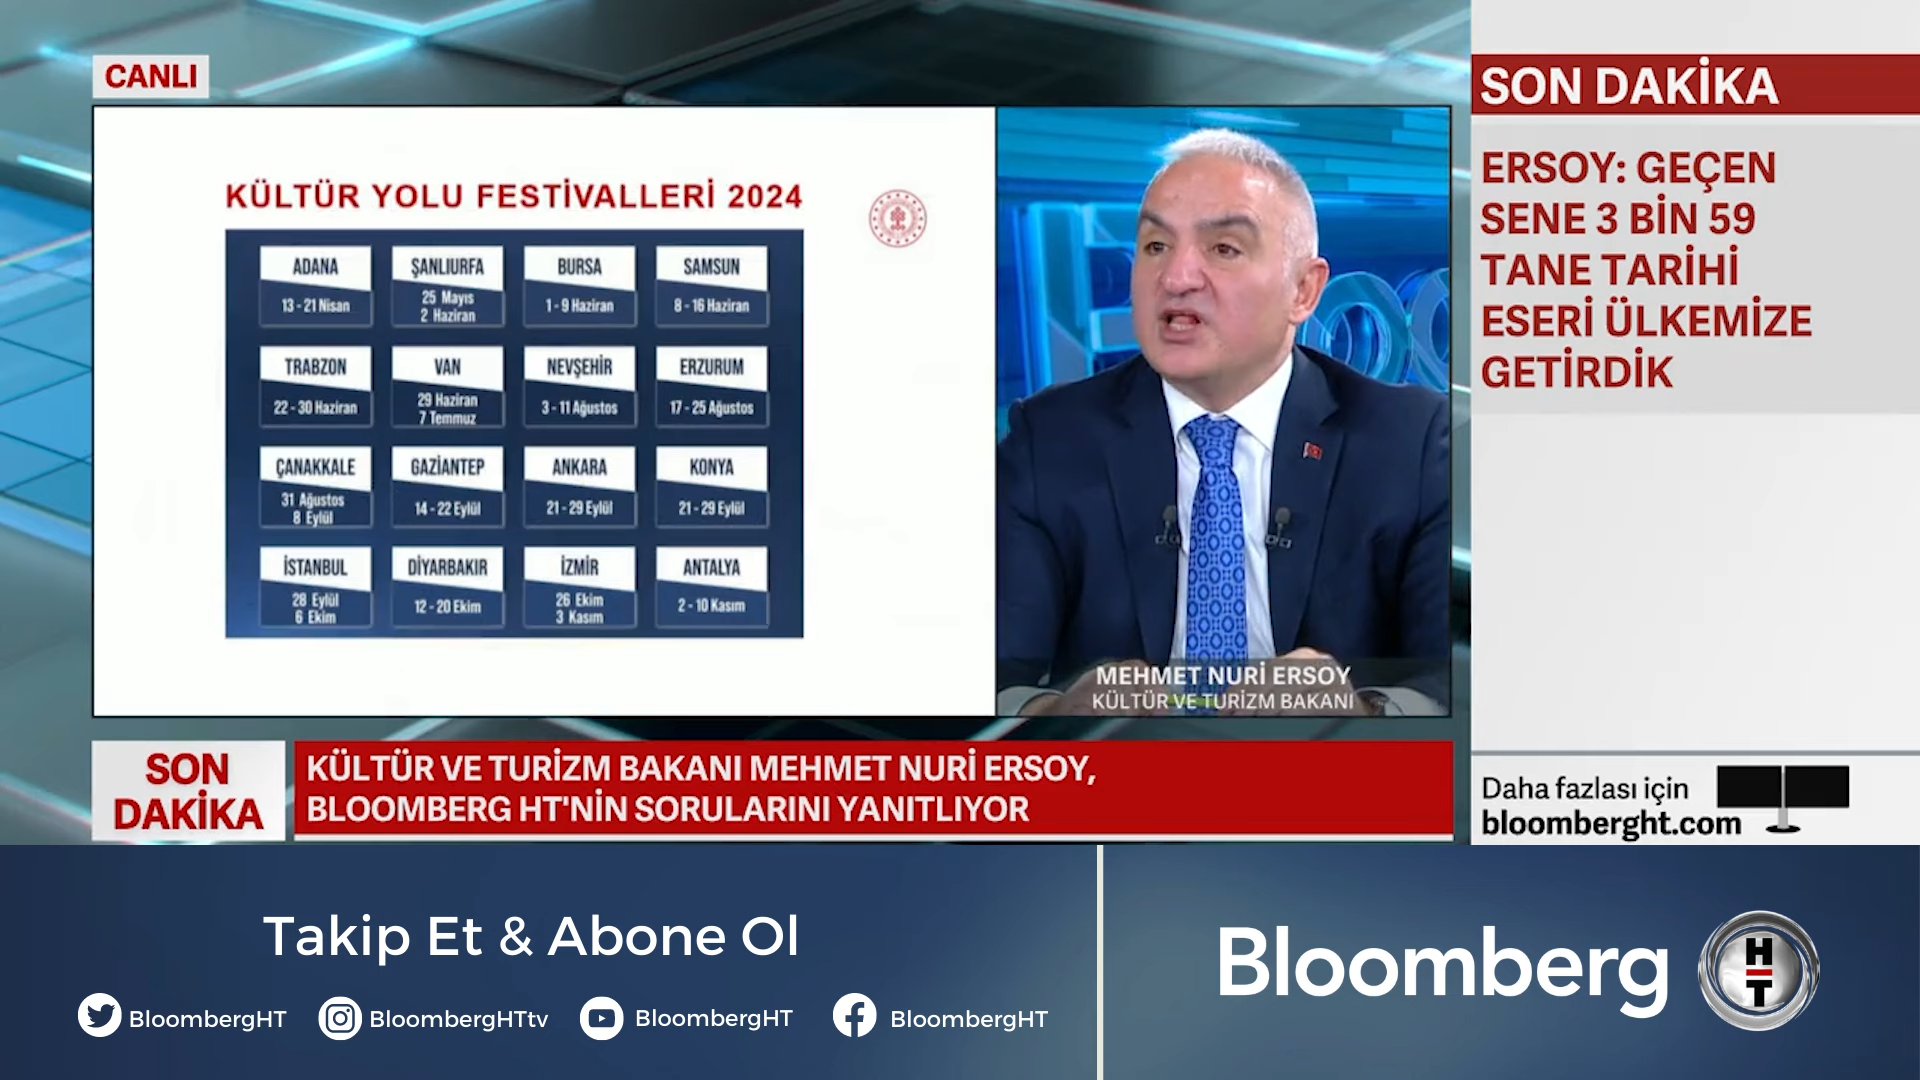 CANLI
KÜLTÜR YOLU FESTİVALLERİ 2024
ADANA
13 - 21 Nisan
ŞANLIURFA
25 Mayıs
2 Haziran
BURSA
1 - 9 Haziran
SAMSUN
8 - 16 Haziran
TRABZON
22 - 30 Haziran
VAN
29 Haziran
7 Temmuz
NEVŞEHİR
3 - 11 Ağustos
ERZURUM
17 - 25 Ağustos
ÇANAKKALE
31 Ağustos
8 Eylül
GAZİANTEP
14 - 22 Eylül
ANKARA
21 - 29 Eylül
KONYA
21 - 29 Eylül
İSTANBUL
28 Eylül
6 Ekim
DİYARBAKIR
12 - 20 Ekim
İZMİR
26 Ekim
3 Kasım
ANTALYA
2 - 10 Kasım
MEHMET NURİ ERSOY
KÜLTÜR VE TURİZM BAKANI
SON DAKİKA
ERSOY: GEÇEN
SENE 3 BİN 59
TANE TARİHİ
ESERİ ÜLKEMİZE
GETİRDİK
SON
DAKİKA
KÜLTÜR VE TURİZM BAKANI MEHMET NURİ ERSOY,
BLOOMBERG HT'NİN SORULARINI YANITLIYOR
Daha fazlası için
bloomberght.com
Takip Et & Abone Ol
BloombergHT
BloombergHTtv
BloombergHT
BloombergHT
Bloomberg HT